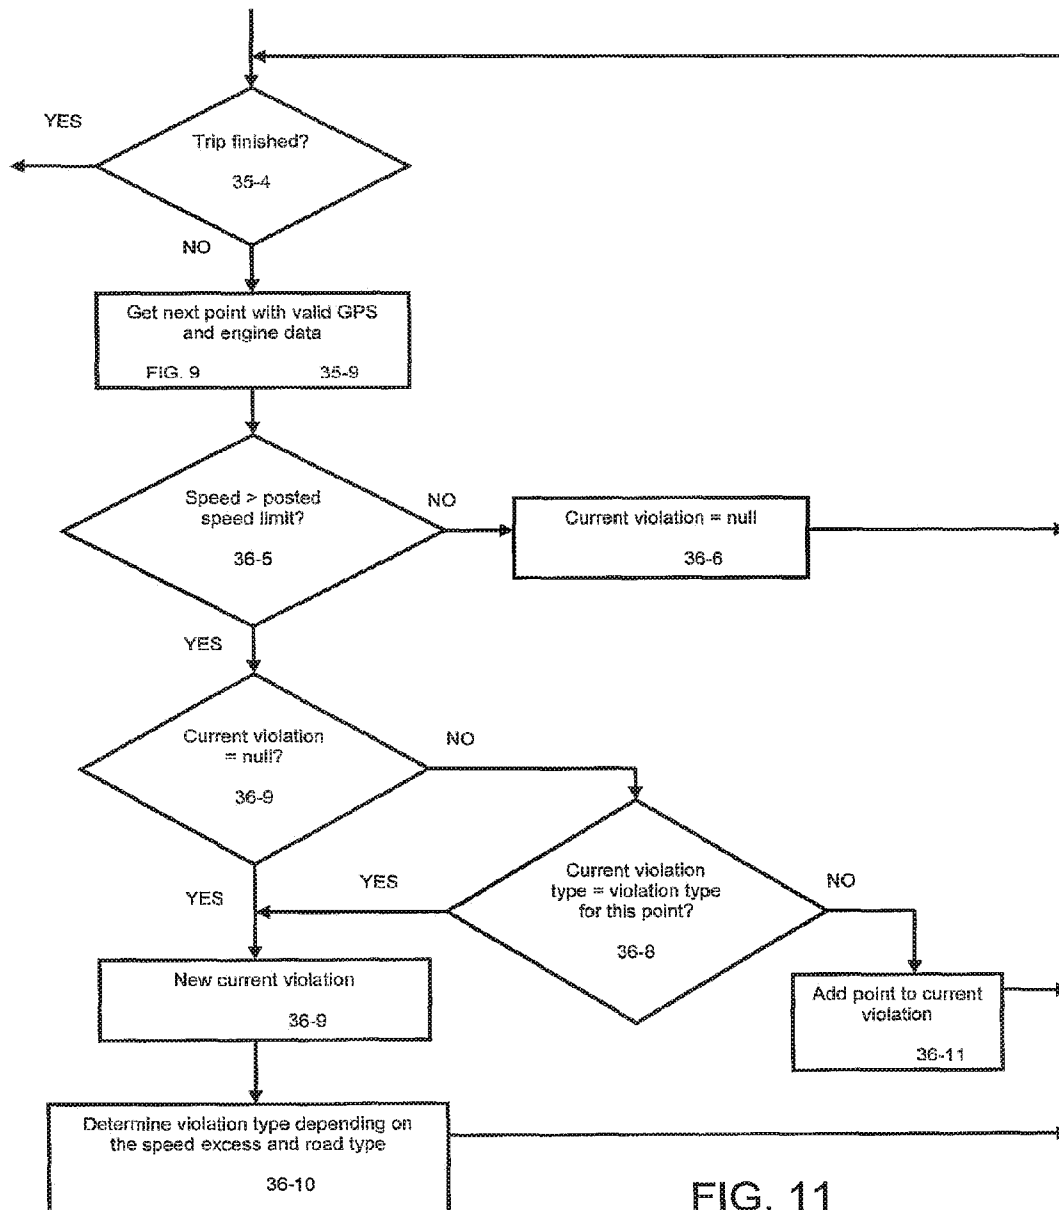 Trip finished?
35-4
YES
NO
Get next point with valid GPS
and engine data
FIG. 9 35-9
Speed > posted
speed limit?
36-5
NO
Current violation = null
36-6
YES
Current violation
= null?
36-9
NO
YES
Current violation
type = violation type
for this point?
36-8
YES
NO
New current violation
36-9
Add point to current
violation
36-11
Determine violation type depending on
the speed excess and road type
36-10
FIG. 11